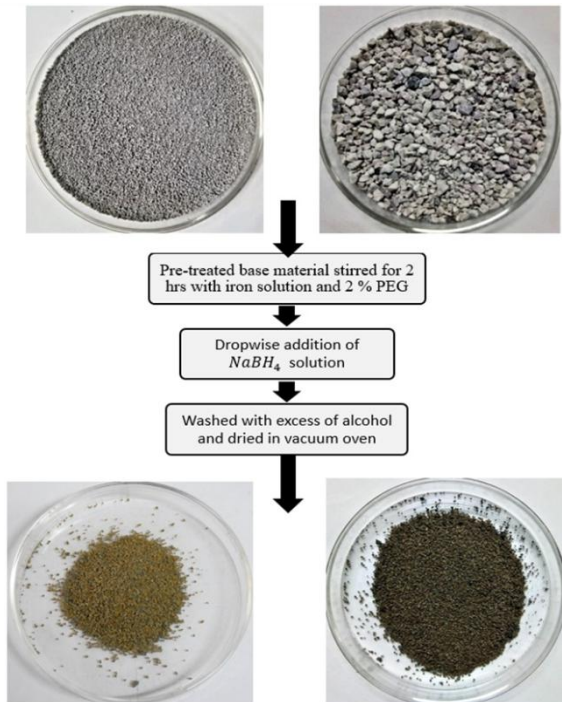 Pre-treated base material stirred for 2
hrs with iron solution and 2 % PEG
Dropwise addition of
NaBH₄ solution
Washed with excess of alcohol
and dried in vacuum oven